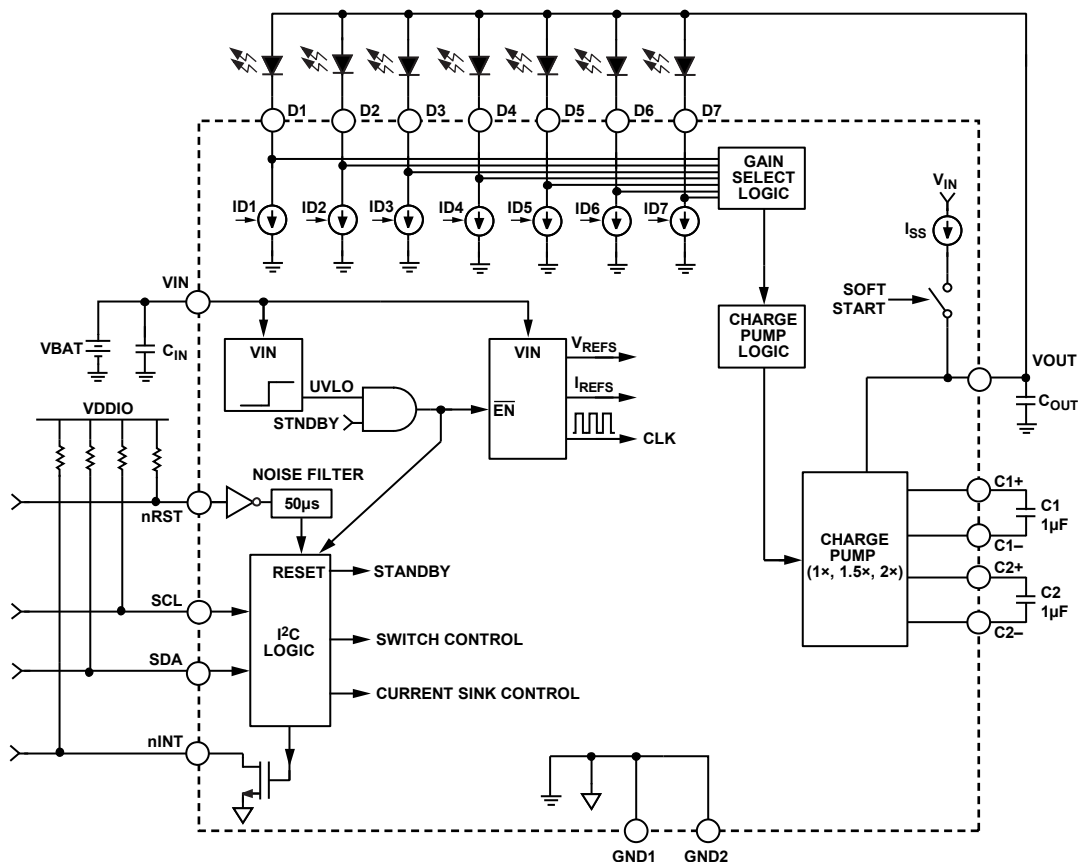 D1 D2 D3 D4 D5 D6 D7
GAIN
SELECT
LOGIC
VIN
ISS
ID1 ID2 ID3 ID4 ID5 ID6 ID7
SOFT
START
VIN
VBAT
CIN
VIN
UVLO
STNDBY
VIN
EN
VREFS
IREFS
CLK
CHARGE
PUMP
LOGIC
VOUT
COUT
VDDIO
NOISE FILTER
50µs
nRST
RESET
I2C
LOGIC
STANDBY
SWITCH CONTROL
CURRENT SINK CONTROL
SCL
SDA
nINT
CHARGE
PUMP
(1×, 1.5×, 2×)
C1+
C1
1µF
C1–
C2+
C2
1µF
C2–
GND1 GND2